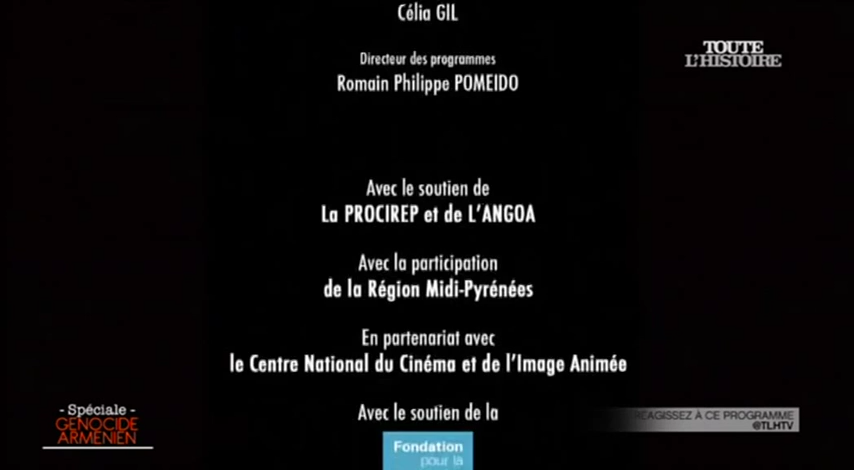 Célia GIL
TOUTE
L'HISTOIRE
Directeur des programmes
Romain Philippe POMEIDO
Avec le soutien de
La PROCIREP et de L'ANGOA
Avec la participation
de la Région Midi-Pyrénées
En partenariat avec
le Centre National du Cinéma et de l'Image Animée
Avec le soutien de la
Fondation
pour la
- Spéciale -
GENOCIDE
ARMENIEN
REAGISSEZ À CE PROGRAMME
@TLHTV